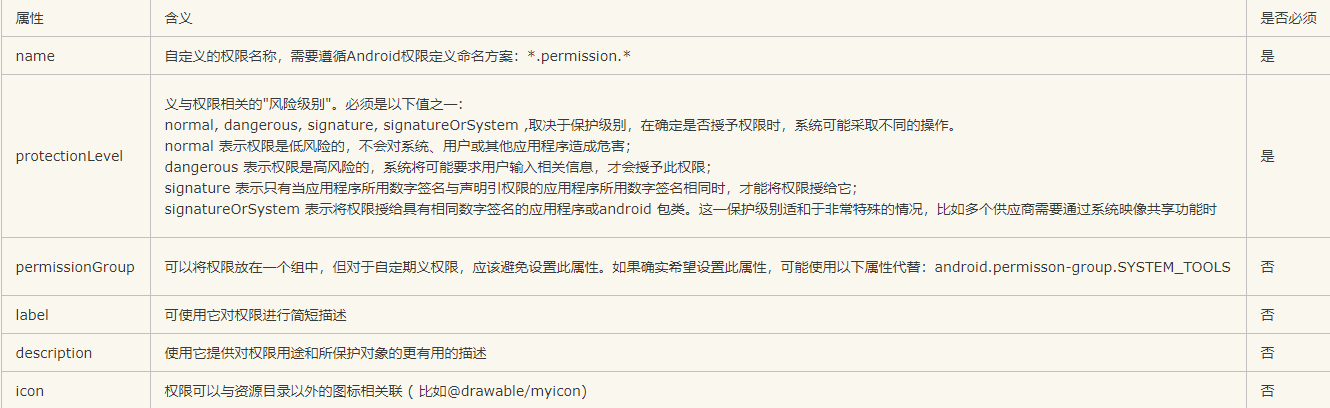 属性 含义 是否必须
name 自定义的权限名称，需要遵循Android权限定义命名方案：*.permission.* 是
义与权限相关的"风险级别"。必须是以下值之一：
normal, dangerous, signature, signatureOrSystem ,取决于保护级别，在确定是否授予权限时，系统可能采取不同的操作。
normal 表示权限是低风险的，不会对系统、用户或其他应用程序造成危害；
protectionLevel dangerous 表示权限是高风险的，系统将可能要求用户输入相关信息，才会授予此权限； 是
signature 表示只有当应用程序所用数字签名与声明引权限的应用程序所用数字签名相同时，才能将权限授给它；
signatureOrSystem 表示将权限授给具有相同数字签名的应用程序或android 包类。这一保护级别适和于非常特殊的情况，比如多个供应商需要通过系统映像共享功能时
permissionGroup 可以将权限放在一个组中，但对于自定期义权限，应该避免设置此属性。如果确实希望设置此属性，可能使用以下属性代替：android.permisson-group.SYSTEM_TOOLS 否
label 可使用它对权限进行简短描述 否
description 使用它提供对权限用途和所保护对象的更有用的描述 否
icon 权限可以与资源目录以外的图标相关联 ( 比如@drawable/myicon) 否